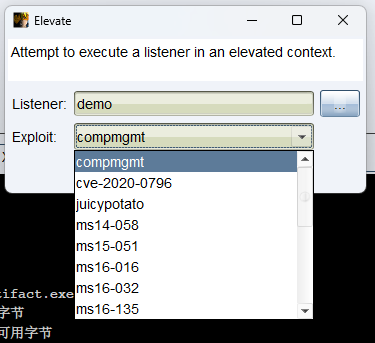 Elevate
Attempt to execute a listener in an elevated context.
Listener:
demo
...
Exploit:
compmgmt
compmgmt
cve-2020-0796
juicypotato
ms14-058
ms15-051
ms16-016
ms16-032
ms16-135
tifact.exe
字节
可用字节